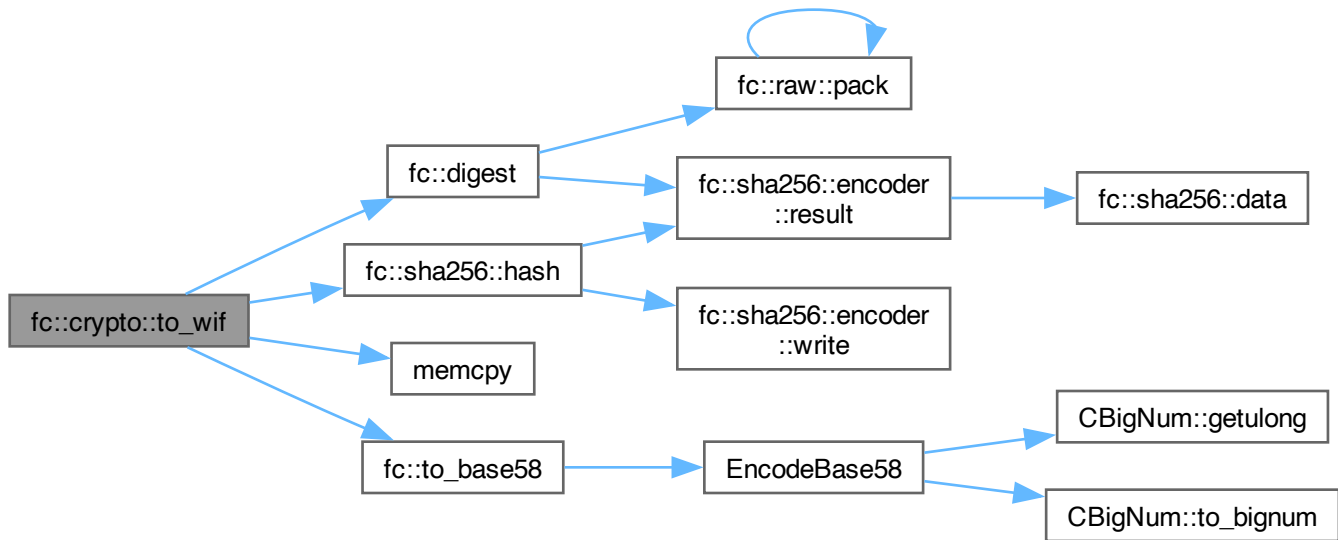 fc::raw::pack
fc::digest
fc::sha256::encoder
::result
fc::sha256::data
fc::sha256::hash
fc::crypto::to_wif
fc::sha256::encoder
::write
memcpy
CBigNum::getulong
fc::to_base58
EncodeBase58
CBigNum::to_bignum